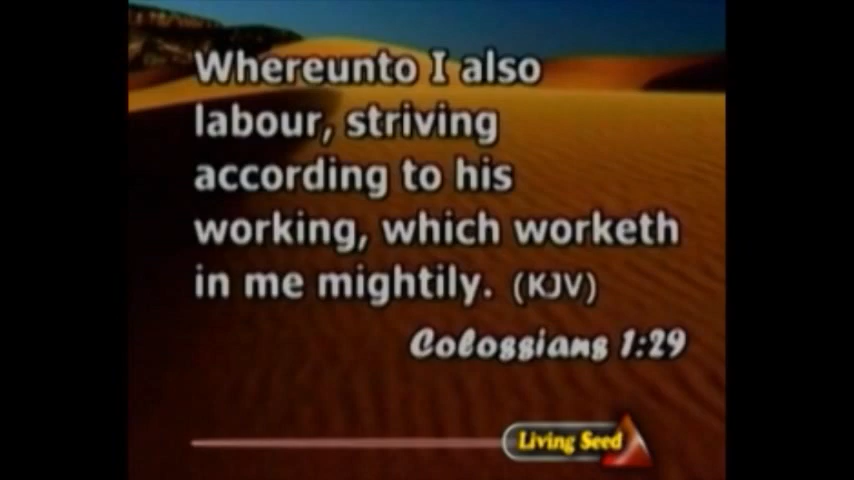 Whereunto I also
labour, striving
according to his
working, which worketh
in me mightily. (KJV)
Colossians 1:29
Living Seed